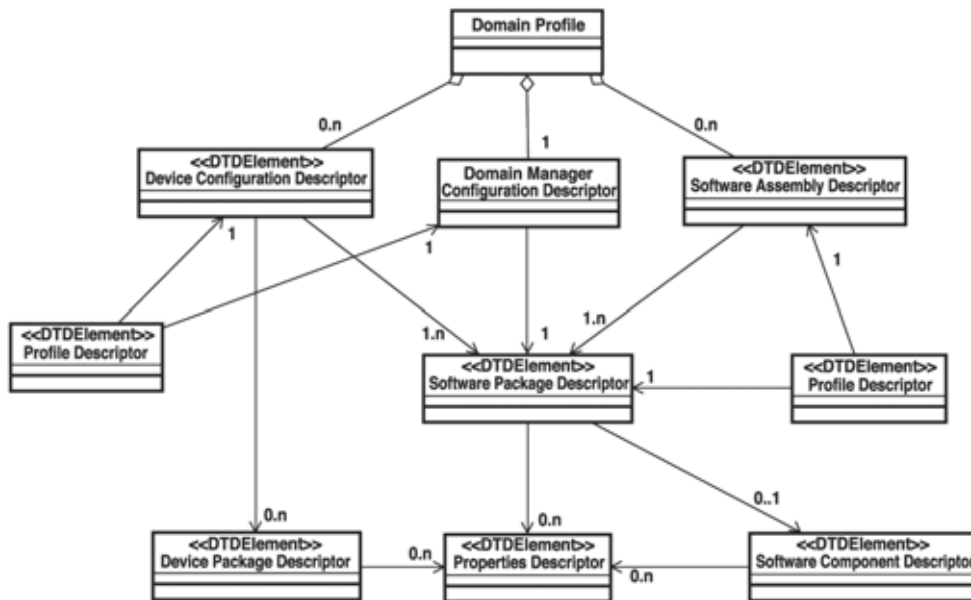 Domain Profile
0.n
1
0.n
<<DTDElement>>
Device Configuration Descriptor
Domain Manager
Configuration Descriptor
<<DTDElement>>
Software Assembly Descriptor
1
1
1
<<DTDElement>>
Profile Descriptor
1.n
1
1.n
<<DTDElement>>
Software Package Descriptor
1
<<DTDElement>>
Profile Descriptor
0.n
0.n
0..1
<<DTDElement>>
Device Package Descriptor
0.n
<<DTDElement>>
Properties Descriptor
0.n
<<DTDElement>>
Software Component Descriptor